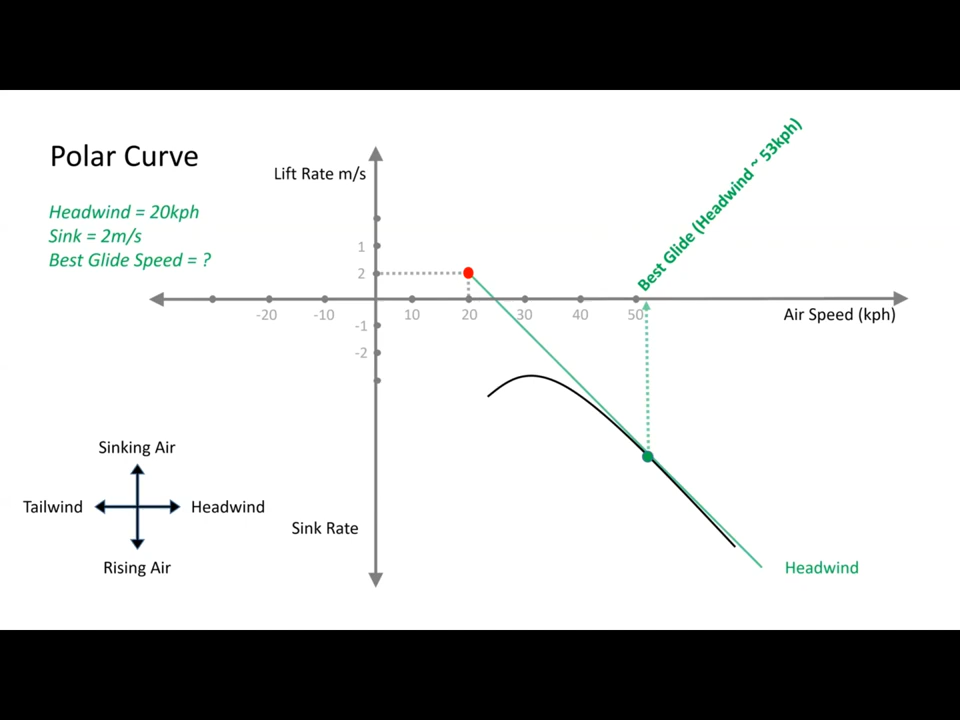 Polar Curve
Headwind = 20kph
Sink = 2m/s
Best Glide Speed = ?
Lift Rate m/s
1
2
-20
-10
10
20
30
40
50
-1
-2
Air Speed (kph)
Best Glide (Headwind ~ 53kph)
Sinking Air
Tailwind
Headwind
Rising Air
Sink Rate
Headwind